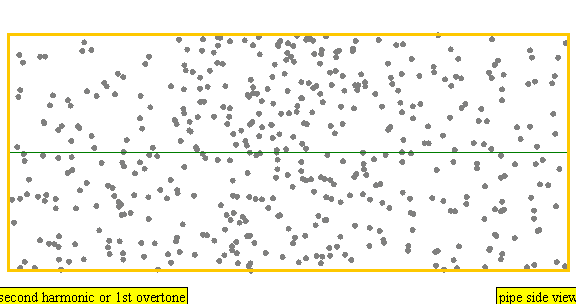 second harmonic or 1st overtone
pipe side view